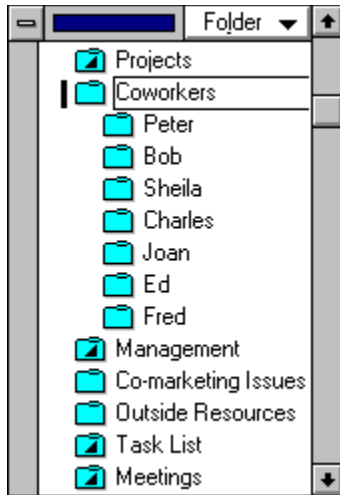 Folder
Projects
Coworkers
Peter
Bob
Sheila
Charles
Joan
Ed
Fred
Management
Co-marketing Issues
Outside Resources
Task List
Meetings